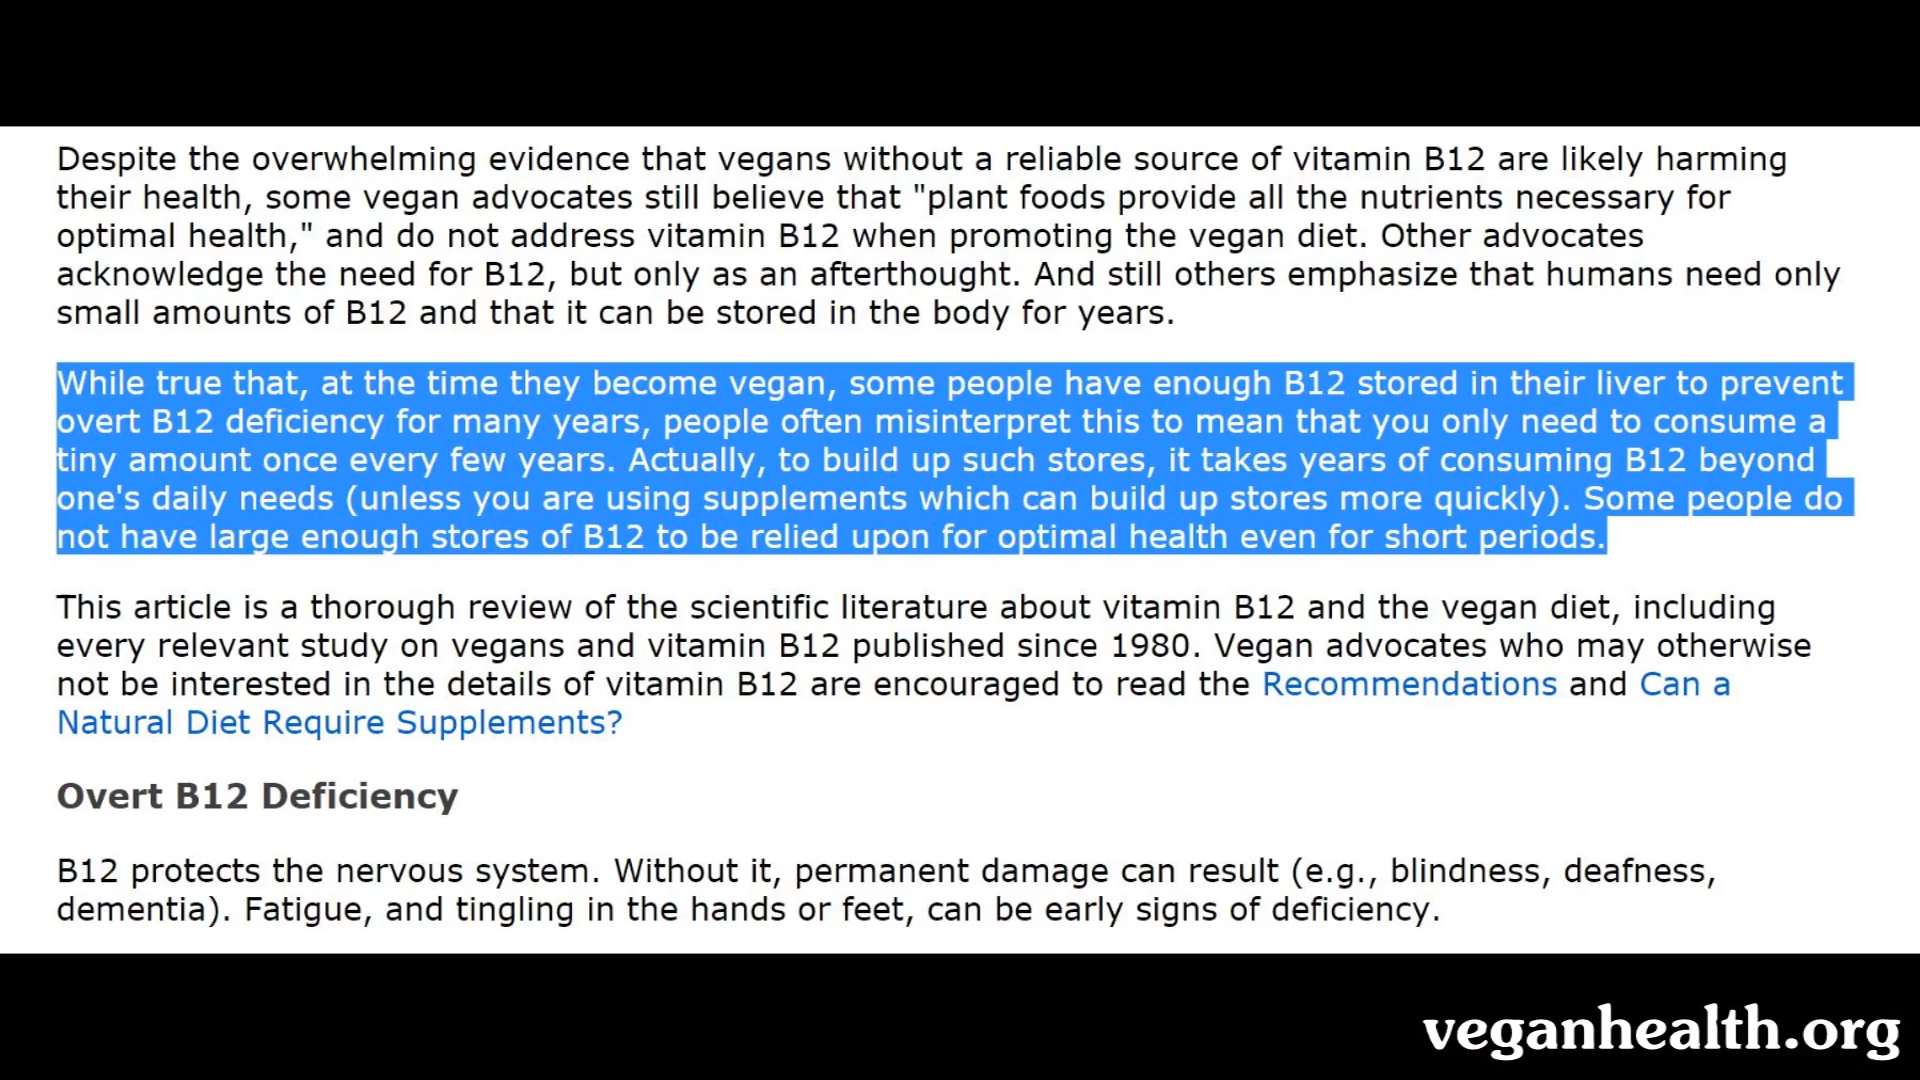 Despite the overwhelming evidence that vegans without a reliable source of vitamin B12 are likely harming
their health, some vegan advocates still believe that "plant foods provide all the nutrients necessary for
optimal health," and do not address vitamin B12 when promoting the vegan diet. Other advocates
acknowledge the need for B12, but only as an afterthought. And still others emphasize that humans need only
small amounts of B12 and that it can be stored in the body for years.
While true that, at the time they become vegan, some people have enough B12 stored in their liver to prevent
overt B12 deficiency for many years, people often misinterpret this to mean that you only need to consume a
tiny amount once every few years. Actually, to build up such stores, it takes years of consuming B12 beyond
one's daily needs (unless you are using supplements which can build up stores more quickly). Some people do
not have large enough stores of B12 to be relied upon for optimal health even for short periods.
This article is a thorough review of the scientific literature about vitamin B12 and the vegan diet, including
every relevant study on vegans and vitamin B12 published since 1980. Vegan advocates who may otherwise
not be interested in the details of vitamin B12 are encouraged to read the Recommendations and Can a
Natural Diet Require Supplements?
Overt B12 Deficiency
B12 protects the nervous system. Without it, permanent damage can result (e.g., blindness, deafness,
dementia). Fatigue, and tingling in the hands or feet, can be early signs of deficiency.
veganhealth.org